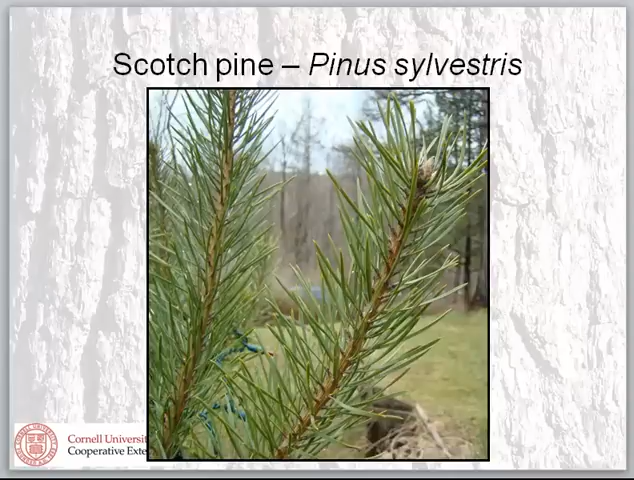 Scotch pine – Pinus sylvestris
Cornell Universit
Cooperative Exte